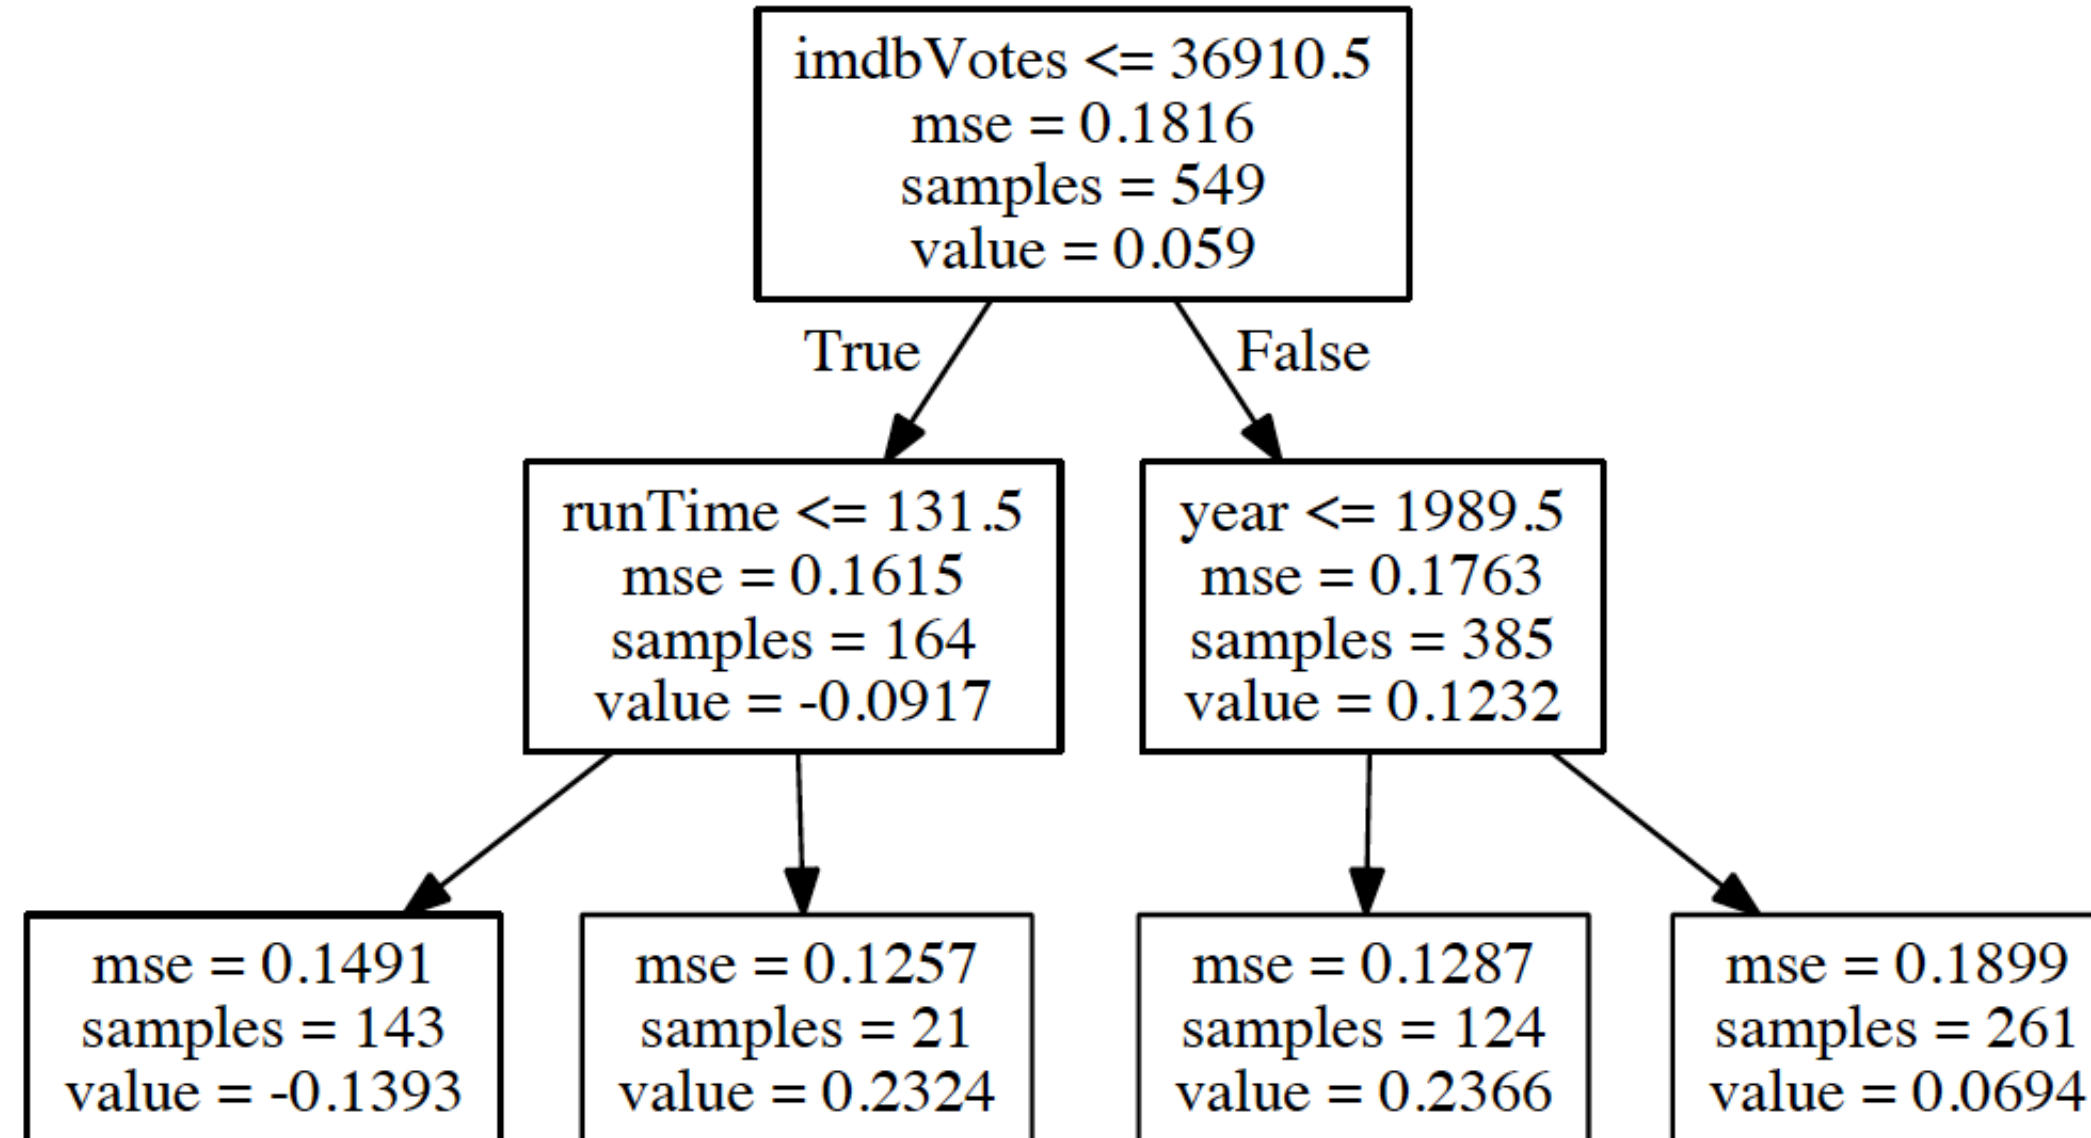 imdbVotes <= 36910.5
mse = 0.1816
samples = 549
value = 0.059
True
False
runTime <= 131.5
mse = 0.1615
samples = 164
value = -0.0917
year <= 1989.5
mse = 0.1763
samples = 385
value = 0.1232
mse = 0.1491
samples = 143
value = -0.1393
mse = 0.1257
samples = 21
value = 0.2324
mse = 0.1287
samples = 124
value = 0.2366
mse = 0.1899
samples = 261
value = 0.0694